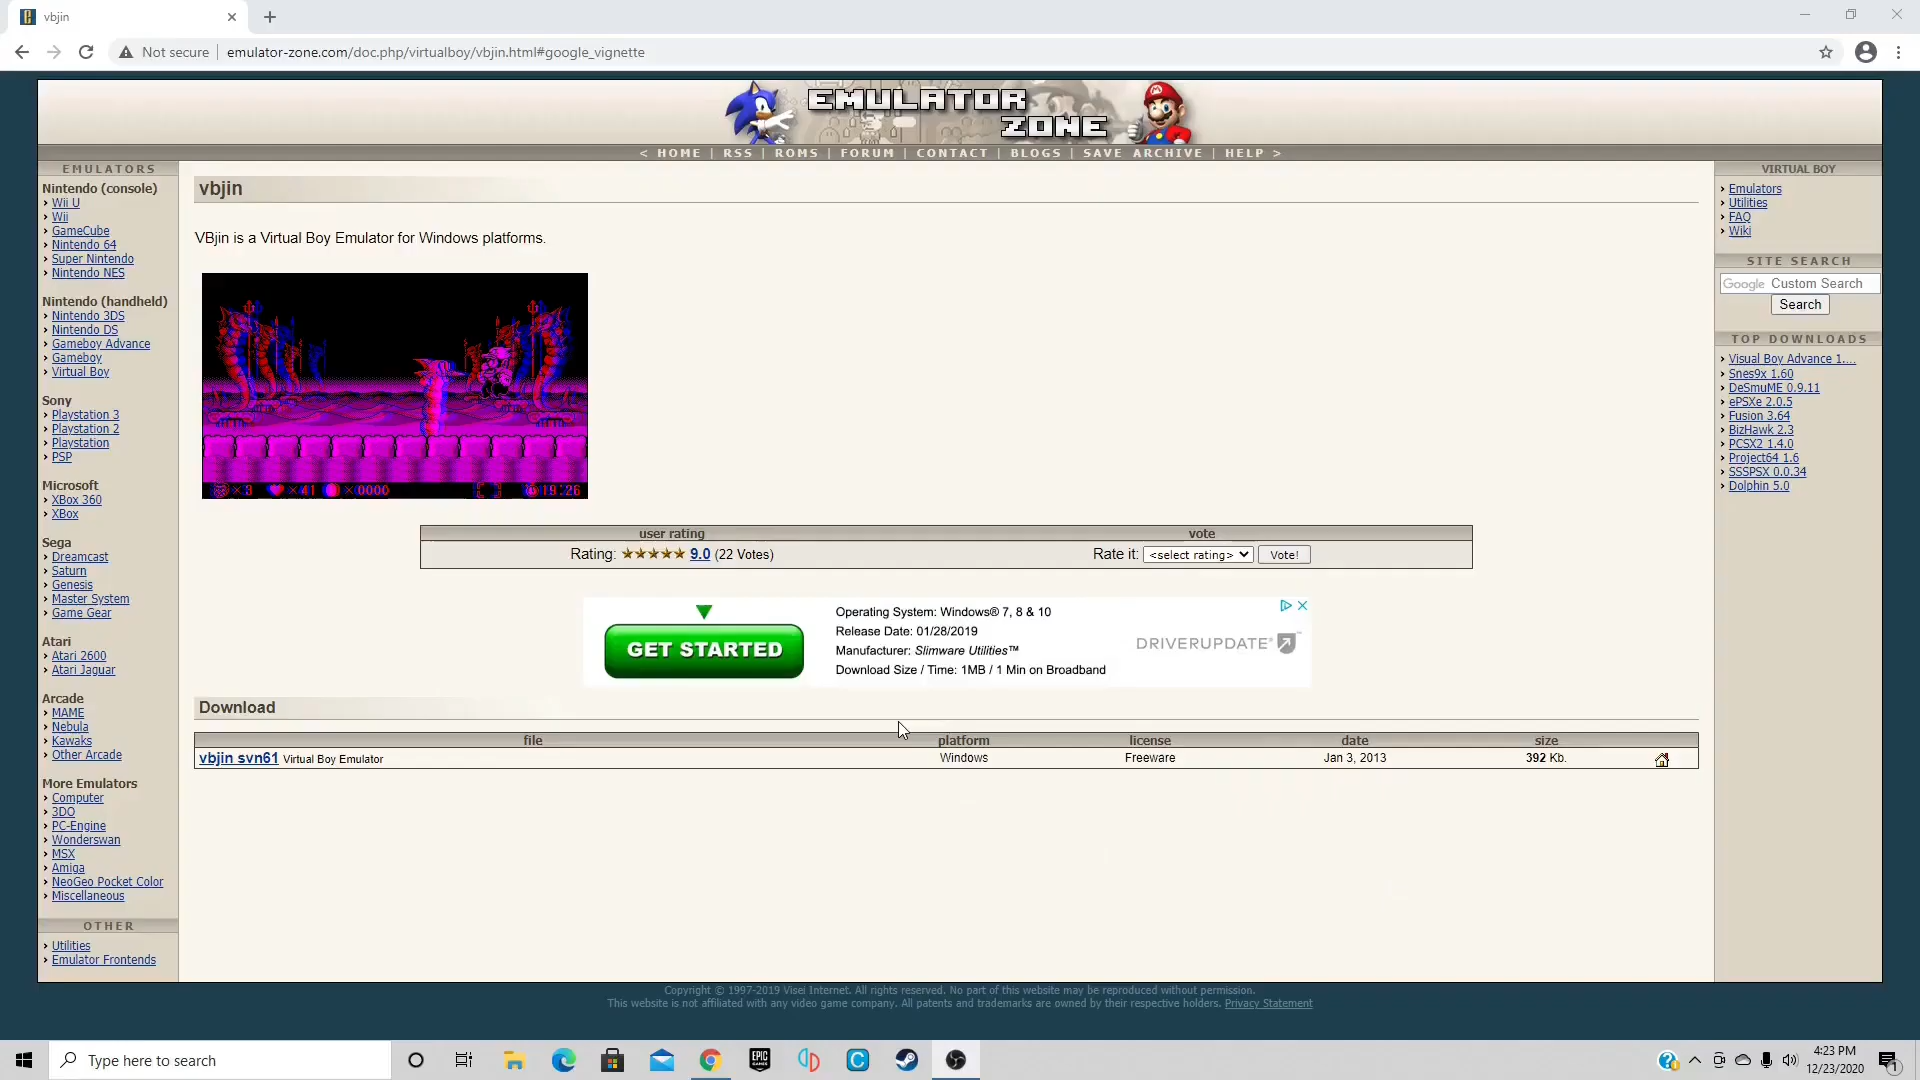 vbjin
Not secure
emulator-zone.com/doc.php/virtualboy/vbjin.html#google_vignette
EMULATOR
ZONE
< HOME | RSS | ROMS | FORUM | CONTACT | BLOGS | SAVE ARCHIVE | HELP >
EMULATORS
Nintendo (console)
Wii U
Wii
GameCube
Nintendo 64
Super Nintendo
Nintendo NES
Nintendo (handheld)
Nintendo 3DS
Nintendo DS
Gameboy Advance
Gameboy
Virtual Boy
Sony
Playstation 3
Playstation 2
Playstation
PSP
Microsoft
XBox 360
XBox
Sega
Dreamcast
Saturn
Genesis
Master System
Game Gear
Atari
Atari 2600
Atari Jaguar
Arcade
MAME
Nebula
Kawaks
Other Arcade
More Emulators
Computer
3DO
PC-Engine
Wonderswan
MSX
Amiga
NeoGeo Pocket Color
Miscellaneous
OTHER
Utilities
Emulator Frontends
vbjin
VBjin is a Virtual Boy Emulator for Windows platforms.
×3 ×41 ×0000 19:26
user rating vote
Rating: 9.0 (22 Votes) Rate it: <select rating> Vote!
GET STARTED
Operating System: Windows® 7, 8 & 10
Release Date: 01/28/2019
Manufacturer: Slimware Utilities™
Download Size / Time: 1MB / 1 Min on Broadband
DRIVERUPDATE®
Download
file platform license date size
vbjin svn61 Virtual Boy Emulator Windows Freeware Jan 3, 2013 392 Kb.
VIRTUAL BOY
Emulators
Utilities
FAQ
Wiki
SITE SEARCH
Google Custom Search
Search
TOP DOWNLOADS
Visual Boy Advance 1....
Snes9x 1.60
DeSmuME 0.9.11
ePSXe 2.0.5
Fusion 3.64
BizHawk 2.3
PCSX2 1.4.0
Project64 1.6
SSSPSX 0.0.34
Dolphin 5.0
Copyright © 1997-2019 Visei Internet. All rights reserved. No part of this website may be reproduced without permission.
This website is not affiliated with any video game company. All patents and trademarks are owned by their respective holders. Privacy Statement
Type here to search
EPIC
GAMES
4:23 PM
12/23/2020
1